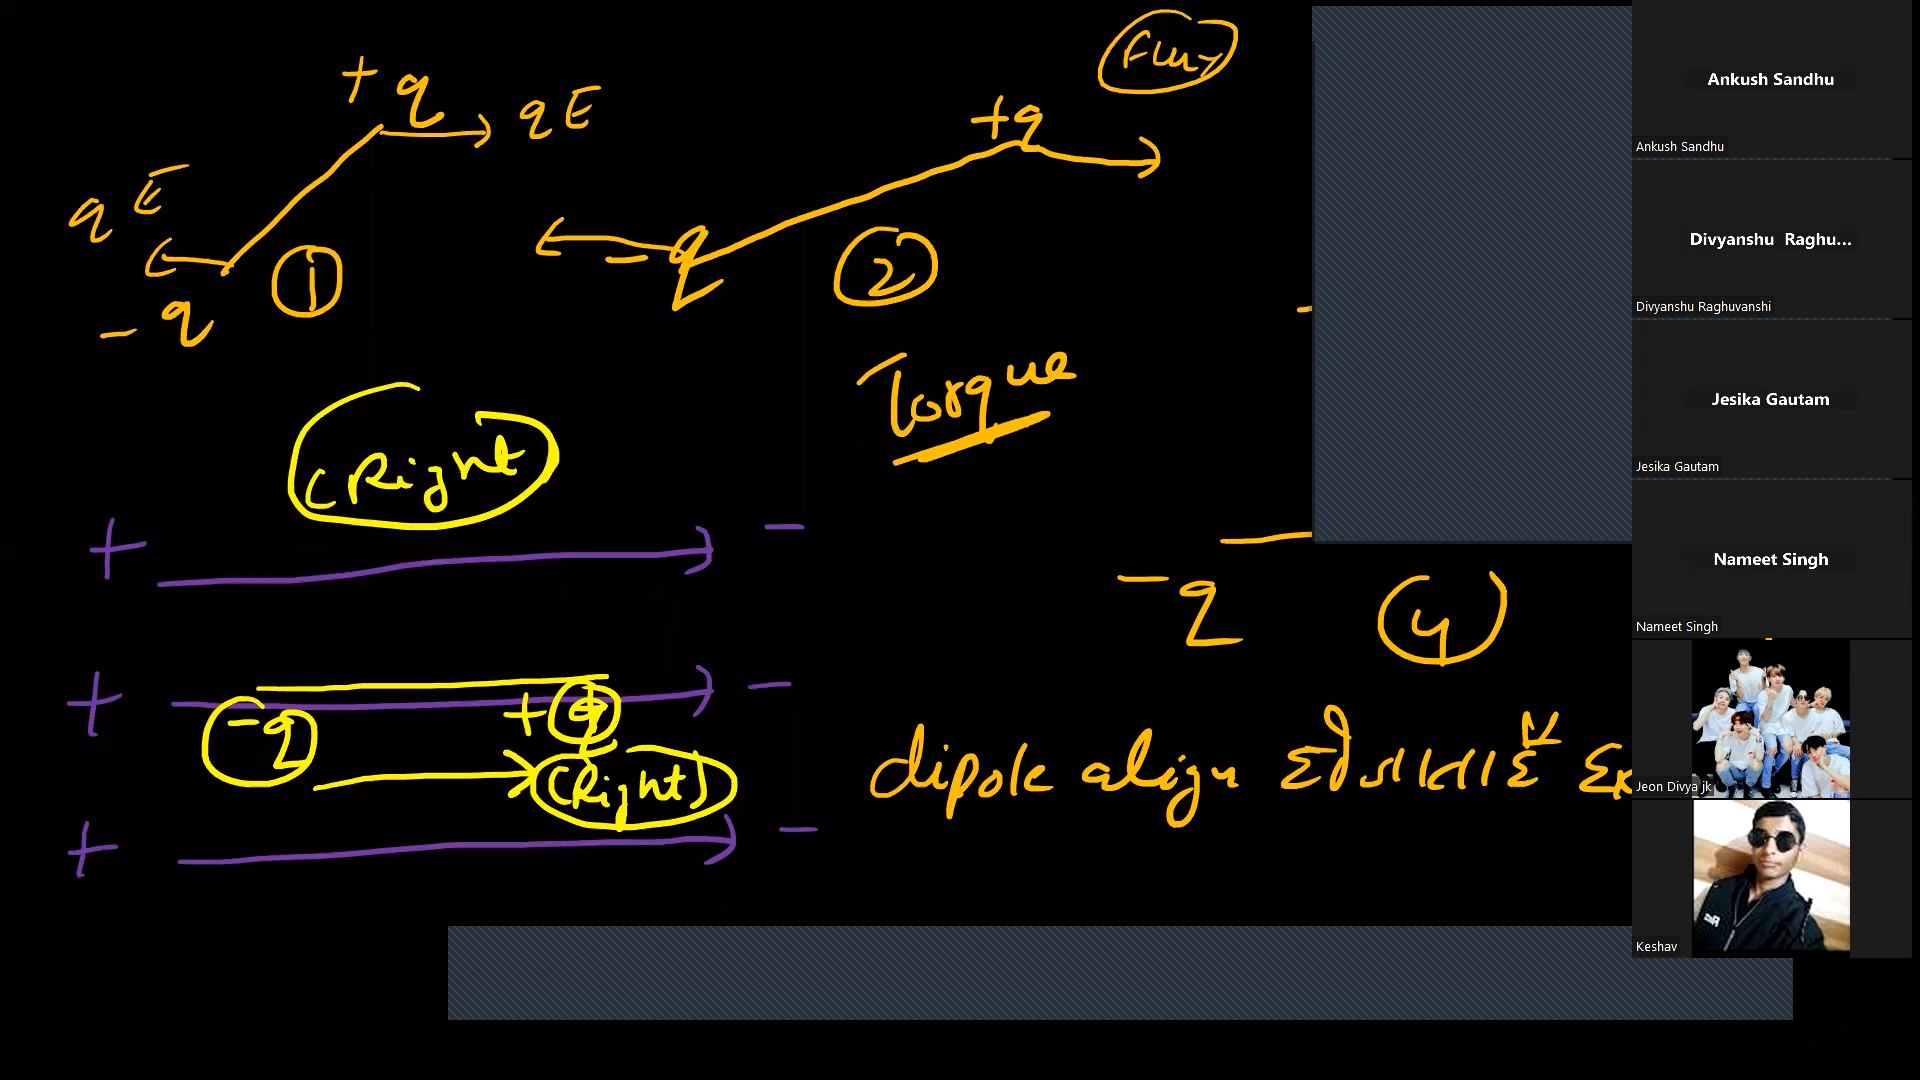 +q
qE
qE
-q
1
+q
-q
2
Torque
(Right
+
-
+
-
-q
+q
(Right)
+
-
-q
(4)
dipole align
Ankush Sandhu
Ankush Sandhu
Divyanshu Raghu...
Divyanshu Raghuvanshi
Jesika Gautam
Jesika Gautam
Nameet Singh
Nameet Singh
Jeon Divya jk
Keshav